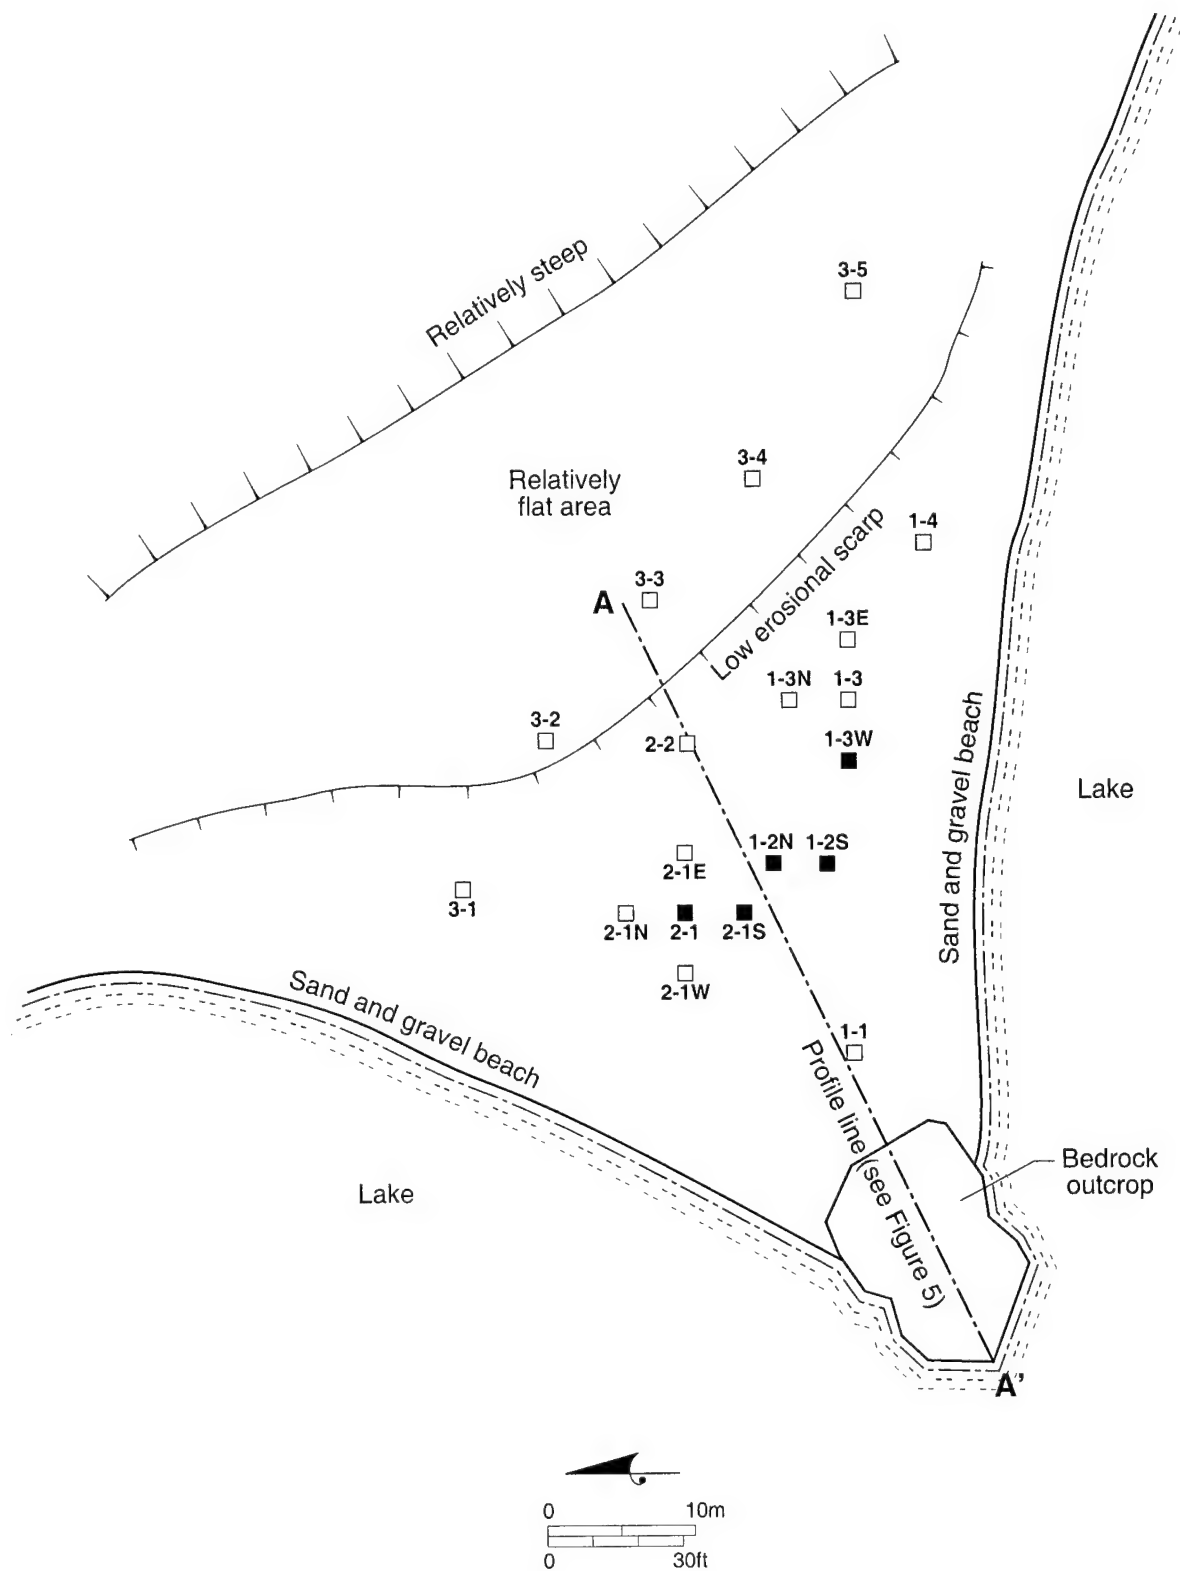 3-5
Relatively steep
3-4
Relatively
flat area
1-4
Low erosional scarp
3-3
A
1-3E
1-3N
1-3
3-2
2-2
1-3W
Lake
Sand and gravel beach
1-2N
1-2S
2-1E
3-1
2-1N
2-1
2-1S
2-1W
Sand and gravel beach
1-1
Profile line (see Figure 5)
Bedrock
outcrop
Lake
A'
0
10m
0
30ft